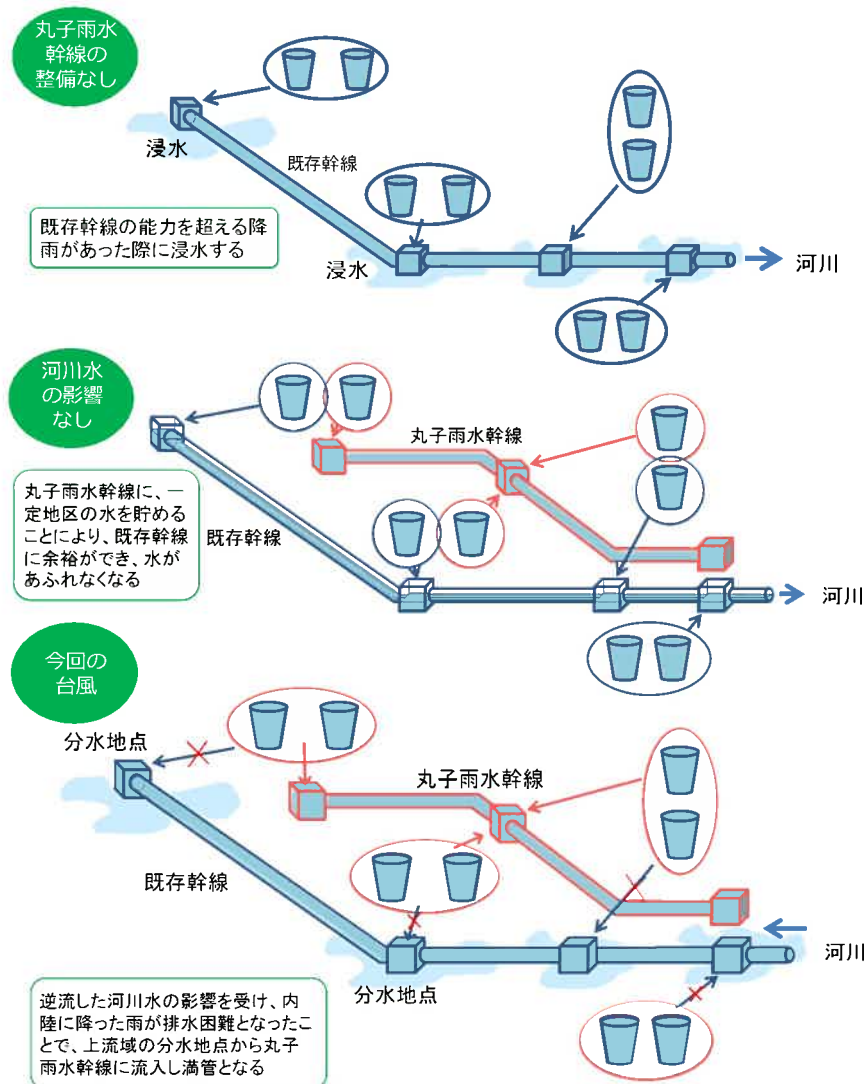 丸子雨水
幹線の
整備なし
浸水
既存幹線
既存幹線の能力を超える降
雨があった際に浸水する
浸水
河川
河川水
の影響
なし
丸子雨水幹線
丸子雨水幹線に、一
定地区の水を貯める
ことにより、既存幹線
に余裕ができ、水が
あふれなくなる
既存幹線
河川
今回の
台風
分水地点
丸子雨水幹線
既存幹線
河川
分水地点
逆流した河川水の影響を受け、内
陸に降った雨が排水困難となったこ
とで、上流域の分水地点から丸子
雨水幹線に流入し満管となる